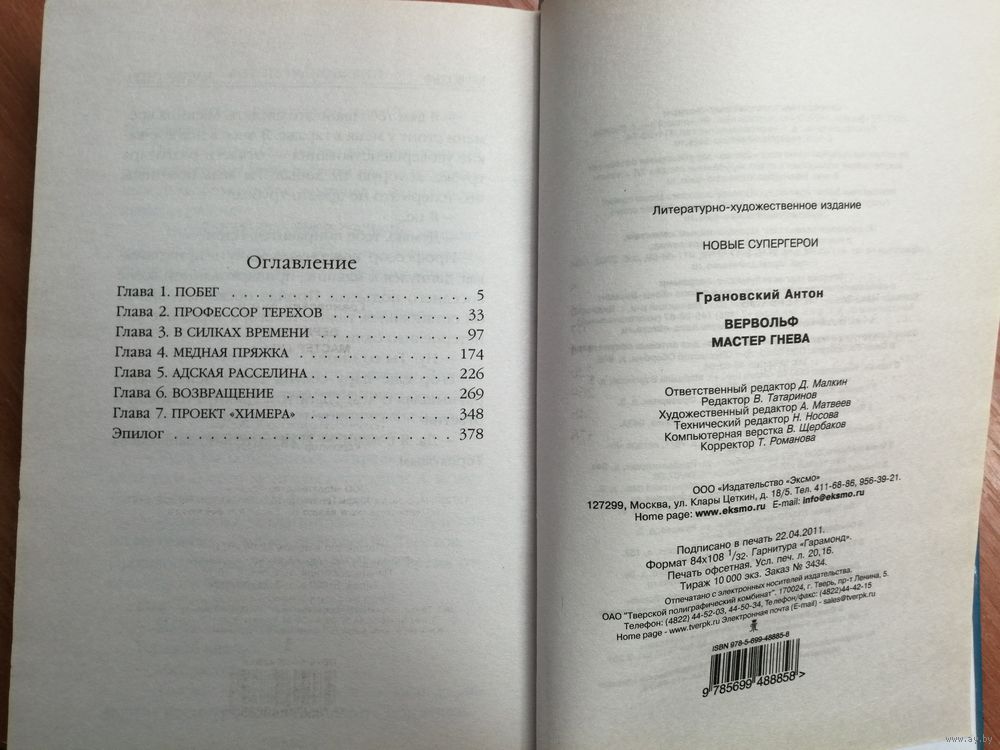 Оглавление
Глава 1. ПОБЕГ . . . . . . . . . . . . . . . . . . . . . . 5
Глава 2. ПРОФЕССОР ТЕРЕХОВ . . . . . . . . . . . 33
Глава 3. В СИЛКАХ ВРЕМЕНИ . . . . . . . . . . . . . 97
Глава 4. МЕДНАЯ ПРЯЖКА . . . . . . . . . . . . . . 174
Глава 5. АДСКАЯ РАССЕЛИНА . . . . . . . . . . . . 226
Глава 6. ВОЗВРАЩЕНИЕ . . . . . . . . . . . . . . . 269
Глава 7. ПРОЕКТ «ХИМЕРА» . . . . . . . . . . . . . 348
Эпилог . . . . . . . . . . . . . . . . . . . . . . . . . 378
Литературно-художественное издание
НОВЫЕ СУПЕРГЕРОИ
Грановский Антон
ВЕРВОЛЬФ
МАСТЕР ГНЕВА
Ответственный редактор Д. Малкин
Редактор В. Татаринов
Художественный редактор А. Матвеев
Технический редактор Н. Носова
Компьютерная верстка В. Щербаков
Корректор Т. Романова
ООО «Издательство «Эксмо»
127299, Москва, ул. Клары Цеткин, д. 18/5. Тел. 411-68-86, 956-39-21.
Home page: www.eksmo.ru E-mail: info@eksmo.ru
Подписано в печать 22.04.2011.
Формат 84x108 1/32. Гарнитура «Гарамонд».
Печать офсетная. Усл. печ. л. 20,16.
Тираж 10 000 экз. Заказ № 3434.
Отпечатано с электронных носителей издательства.
ОАО "Тверской полиграфический комбинат". 170024, г. Тверь, пр-т Ленина, 5.
Телефон: (4822) 44-52-03, 44-50-34, Телефон/факс: (4822)44-42-15
Home page - www.tverpk.ru Электронная почта (E-mail) - sales@tverpk.ru
ISBN 978-5-699-48885-8
9 785699 488858 >
www.ay.by